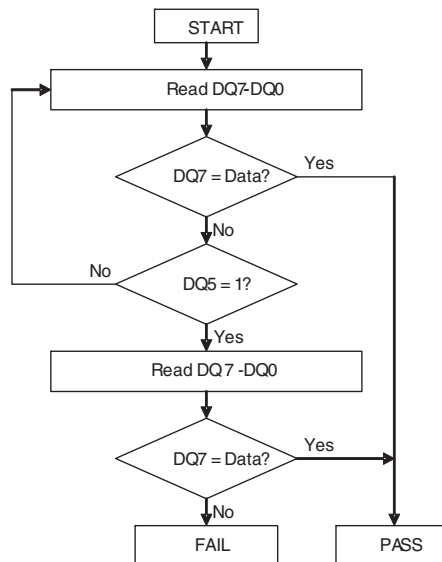 START
Read DQ7-DQ0
DQ7 = Data?
Yes
No
No
DQ5 = 1?
Yes
Read DQ 7 -DQ0
DQ7 = Data?
Yes
No
FAIL
PASS